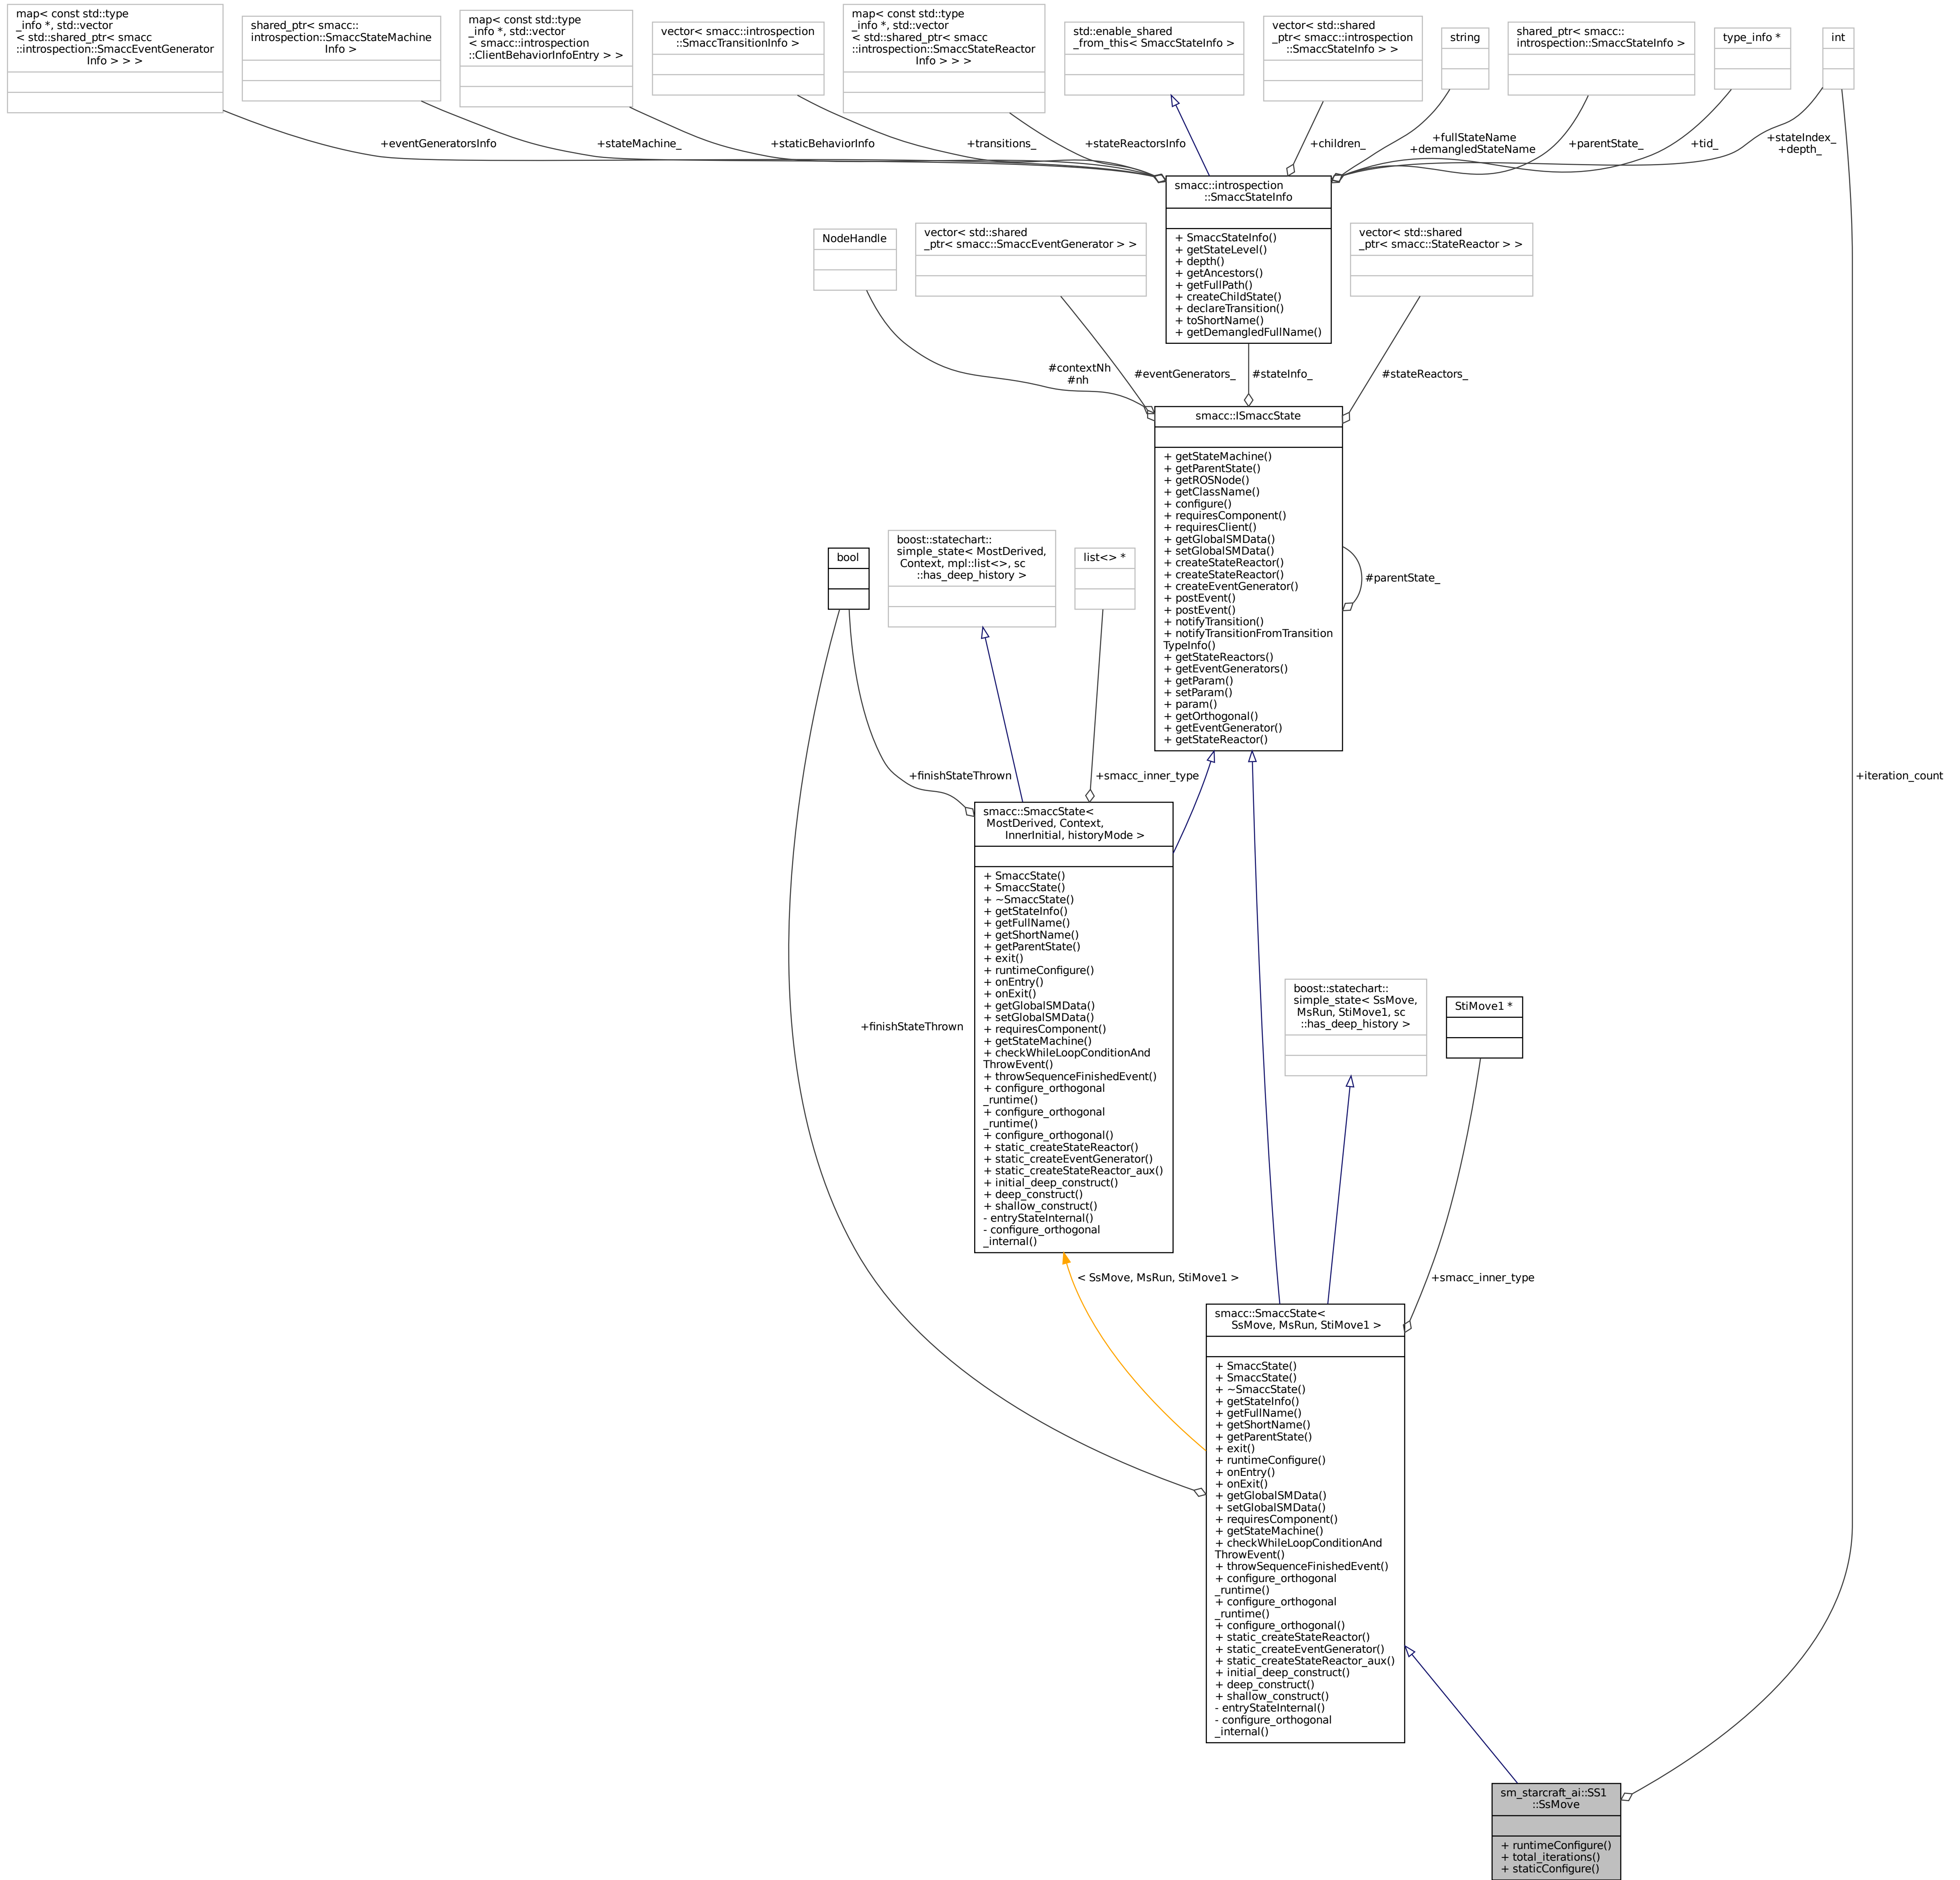 map< const std::type
_info *, std::vector
< std::shared_ptr< smacc
::introspection::SmaccEventGenerator
Info > > >
shared_ptr< smacc::
introspection::SmaccStateMachine
Info >
map< const std::type
_info *, std::vector
< smacc::introspection
::ClientBehaviorInfoEntry > >
vector< smacc::introspection
::SmaccTransitionInfo >
map< const std::type
_info *, std::vector
< std::shared_ptr< smacc
::introspection::SmaccStateReactor
Info > > >
std::enable_shared
_from_this< SmaccStateInfo >
vector< std::shared
_ptr< smacc::introspection
::SmaccStateInfo > >
string
shared_ptr< smacc::
introspection::SmaccStateInfo >
type_info *
int
+eventGeneratorsInfo
+stateMachine_
+staticBehaviorInfo
+transitions_
+stateReactorsInfo
+children_
+fullStateName
+demangledStateName
+parentState_
+tid_
+stateIndex_
+depth_
smacc::introspection
::SmaccStateInfo
+ SmaccStateInfo()
+ getStateLevel()
+ depth()
+ getAncestors()
+ getFullPath()
+ createChildState()
+ declareTransition()
+ toShortName()
+ getDemangledFullName()
NodeHandle
vector< std::shared
_ptr< smacc::SmaccEventGenerator > >
vector< std::shared
_ptr< smacc::StateReactor > >
#contextNh
#nh
#eventGenerators_
#stateInfo_
#stateReactors_
smacc::ISmaccState
+ getStateMachine()
+ getParentState()
+ getROSNode()
+ getClassName()
+ configure()
+ requiresComponent()
+ requiresClient()
+ getGlobalSMData()
+ setGlobalSMData()
+ createStateReactor()
+ createStateReactor()
+ createEventGenerator()
+ postEvent()
+ postEvent()
+ notifyTransition()
+ notifyTransitionFromTransition
TypeInfo()
+ getStateReactors()
+ getEventGenerators()
+ getParam()
+ setParam()
+ param()
+ getOrthogonal()
+ getEventGenerator()
+ getStateReactor()
#parentState_
bool
boost::statechart::
simple_state< MostDerived,
Context, mpl::list<>, sc
::has_deep_history >
list<> *
+finishStateThrown
+smacc_inner_type
+iteration_count
smacc::SmaccState<
MostDerived, Context,
InnerInitial, historyMode >
+ SmaccState()
+ SmaccState()
+ ~SmaccState()
+ getStateInfo()
+ getFullName()
+ getShortName()
+ getParentState()
+ exit()
+ runtimeConfigure()
+ onEntry()
+ onExit()
+ getGlobalSMData()
+ setGlobalSMData()
+ requiresComponent()
+ getStateMachine()
+ checkWhileLoopConditionAnd
ThrowEvent()
+ throwSequenceFinishedEvent()
+ configure_orthogonal
_runtime()
+ configure_orthogonal
_runtime()
+ configure_orthogonal()
+ static_createStateReactor()
+ static_createEventGenerator()
+ static_createStateReactor_aux()
+ initial_deep_construct()
+ deep_construct()
+ shallow_construct()
- entryStateInternal()
- configure_orthogonal
_internal()
+finishStateThrown
boost::statechart::
simple_state< SsMove,
MsRun, StiMove1, sc
::has_deep_history >
StiMove1 *
< SsMove, MsRun, StiMove1 >
+smacc_inner_type
smacc::SmaccState<
SsMove, MsRun, StiMove1 >
+ SmaccState()
+ SmaccState()
+ ~SmaccState()
+ getStateInfo()
+ getFullName()
+ getShortName()
+ getParentState()
+ exit()
+ runtimeConfigure()
+ onEntry()
+ onExit()
+ getGlobalSMData()
+ setGlobalSMData()
+ requiresComponent()
+ getStateMachine()
+ checkWhileLoopConditionAnd
ThrowEvent()
+ throwSequenceFinishedEvent()
+ configure_orthogonal
_runtime()
+ configure_orthogonal
_runtime()
+ configure_orthogonal()
+ static_createStateReactor()
+ static_createEventGenerator()
+ static_createStateReactor_aux()
+ initial_deep_construct()
+ deep_construct()
+ shallow_construct()
- entryStateInternal()
- configure_orthogonal
_internal()
sm_starcraft_ai::SS1
::SsMove
+ runtimeConfigure()
+ total_iterations()
+ staticConfigure()